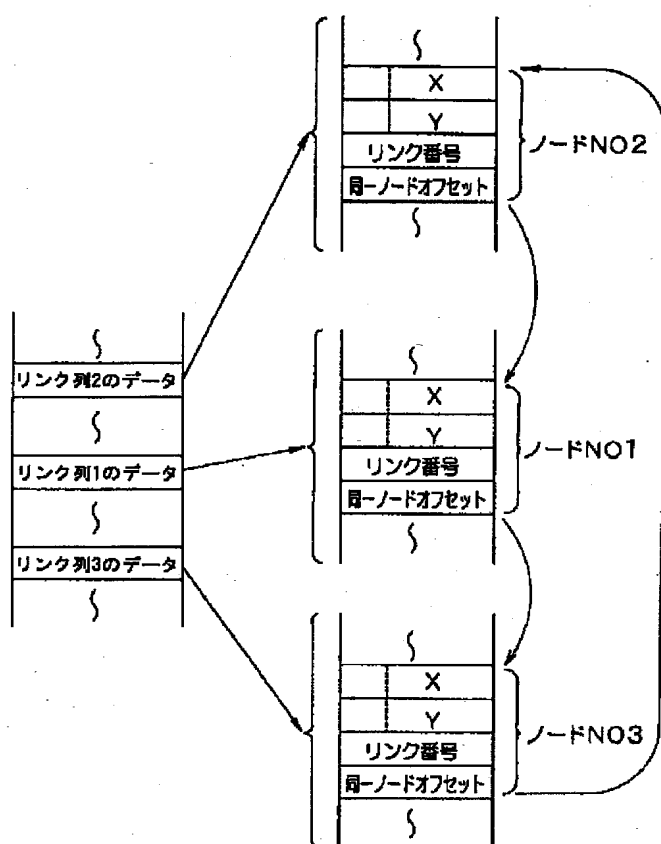 X
Y
リンク番号
同一ノードオフセット
ノードNO2
リンク列2のデータ
リンク列1のデータ
リンク列3のデータ
X
Y
リンク番号
同一ノードオフセット
ノードNO1
X
Y
リンク番号
同一ノードオフセット
ノードNO3